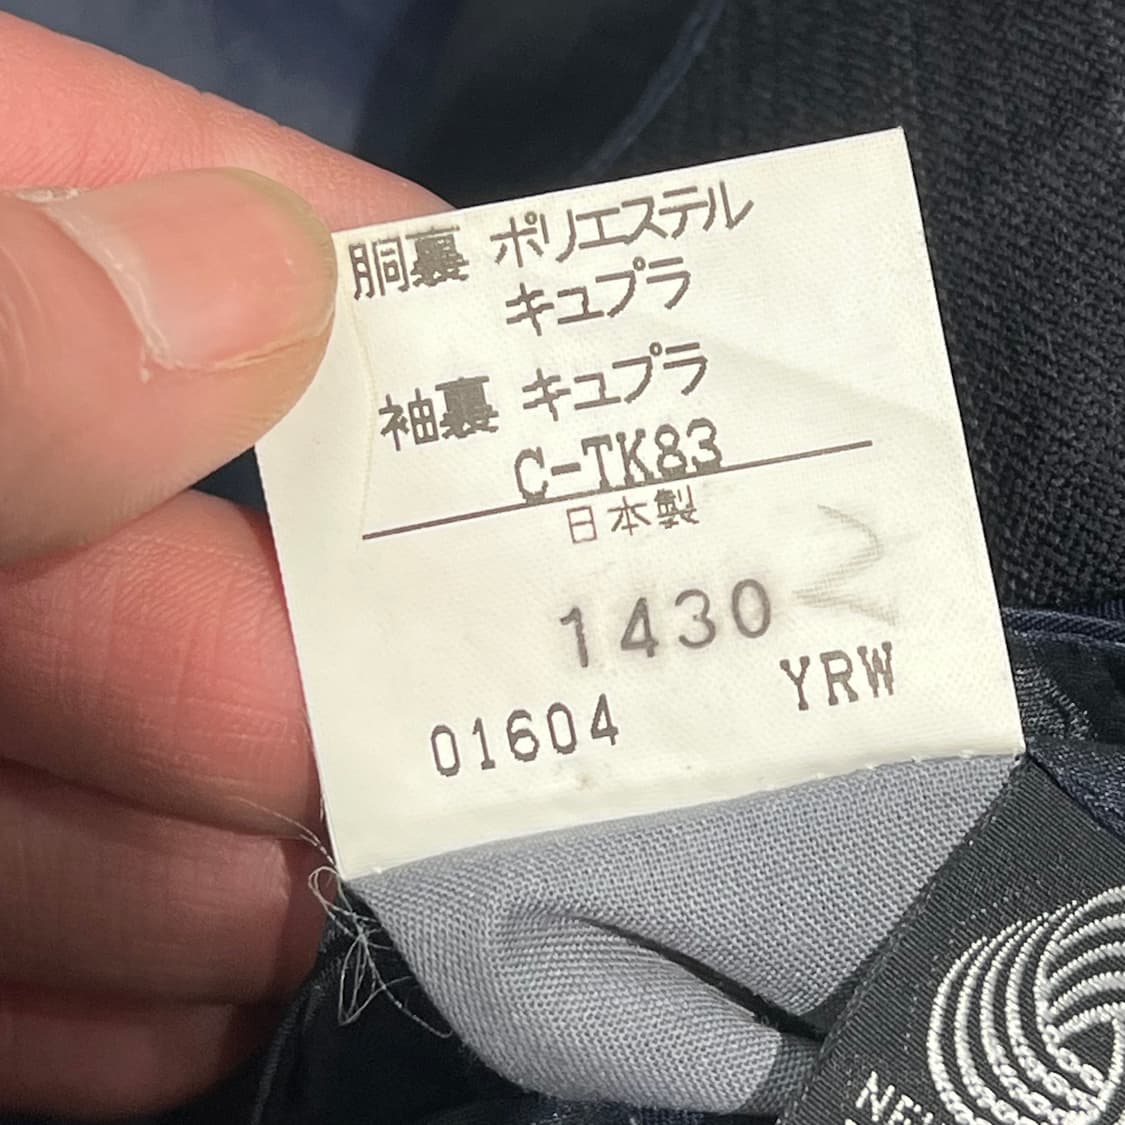 胴裏 ポリエステル
キュプラ
袖裏 キュプラ
C-TK83
日本製
1430 2
01604 YRW